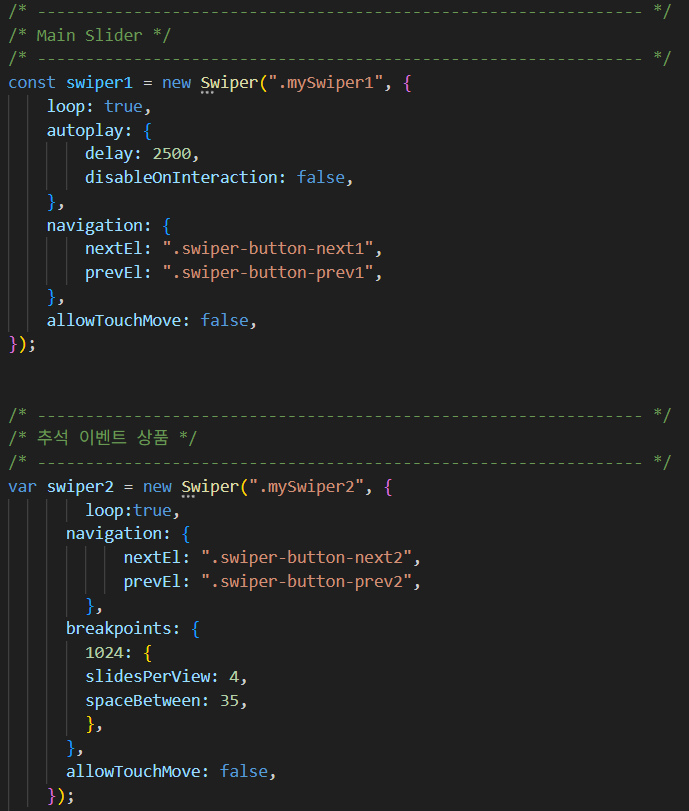 /* --------------------------------------------------------------- */
/* Main Slider */
/* --------------------------------------------------------------- */
const swiper1 = new Swiper(".mySwiper1", {
    loop: true,
    autoplay: {
        delay: 2500,
        disableOnInteraction: false,
    },
    navigation: {
        nextEl: ".swiper-button-next1",
        prevEl: ".swiper-button-prev1",
    },
    allowTouchMove: false,
});
/* --------------------------------------------------------------- */
/* 추석 이벤트 상품 */
/* --------------------------------------------------------------- */
var swiper2 = new Swiper(".mySwiper2", {
        loop:true,
      navigation: {
            nextEl: ".swiper-button-next2",
            prevEl: ".swiper-button-prev2",
        },
      breakpoints: {
        1024: {
        slidesPerView: 4,
        spaceBetween: 35,
        },
      },
      allowTouchMove: false,
    });